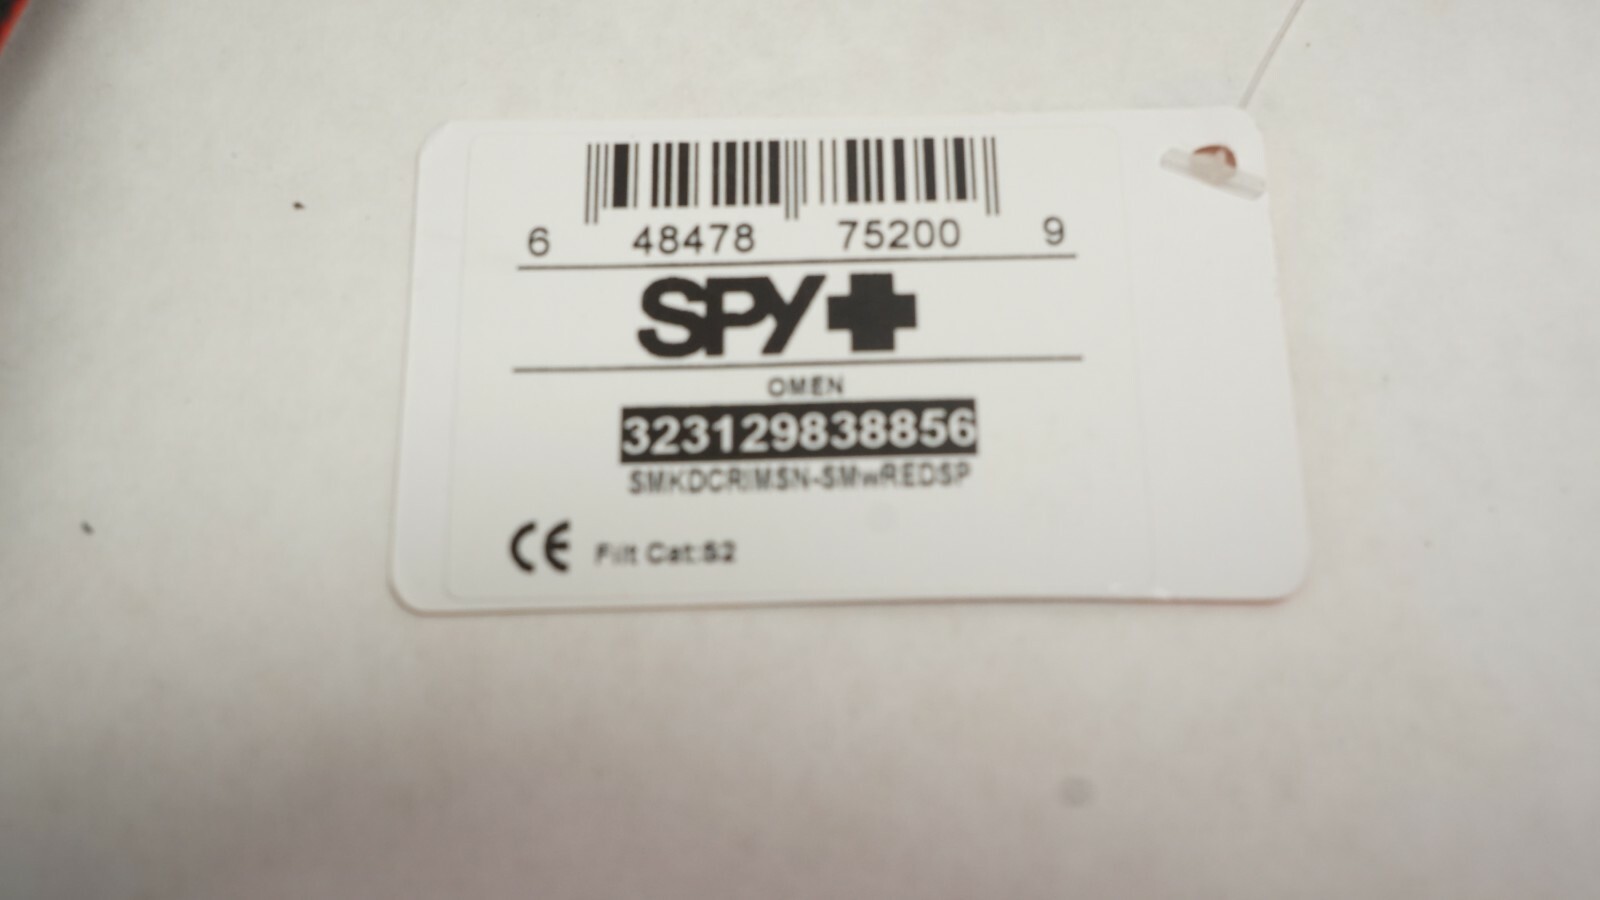 6 48478 75200 9
SPY+
OMEN
323129838856
SMKDCRIMSN-SMwREDSP
CE Filt Cat:S2